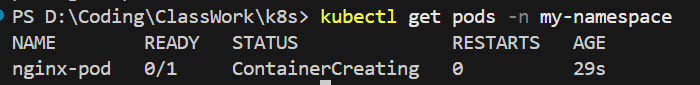 PS D:\Coding\ClassWork\k8s> kubectl get pods -n my-namespace
NAME READY STATUS RESTARTS AGE
nginx-pod 0/1 ContainerCreating 0 29s